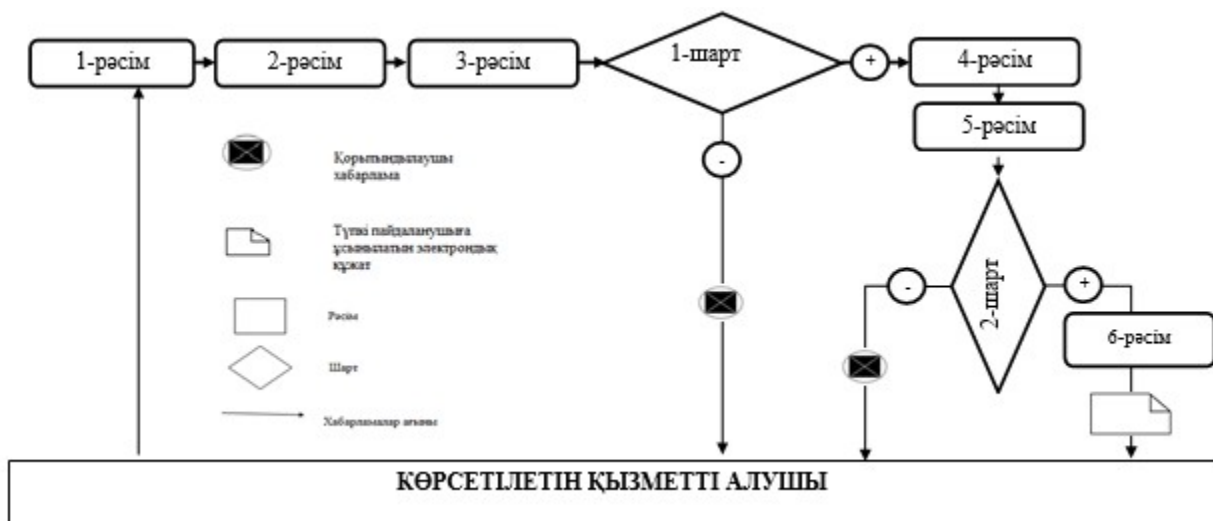 1-рәсім
2-рәсім
3-рәсім
1-шарт
+
4-рәсім
5-рәсім
-
Қорытындылаушы
хабарлама
Түпкі пайдаланушыға
ұсынылатын электрондық
құжат
Рәсім
Шарт
Хабарламалар ағыны
-
2-шарт
+
6-рәсім
КӨРСЕТІЛЕТІН ҚЫЗМЕТТІ АЛУШЫ